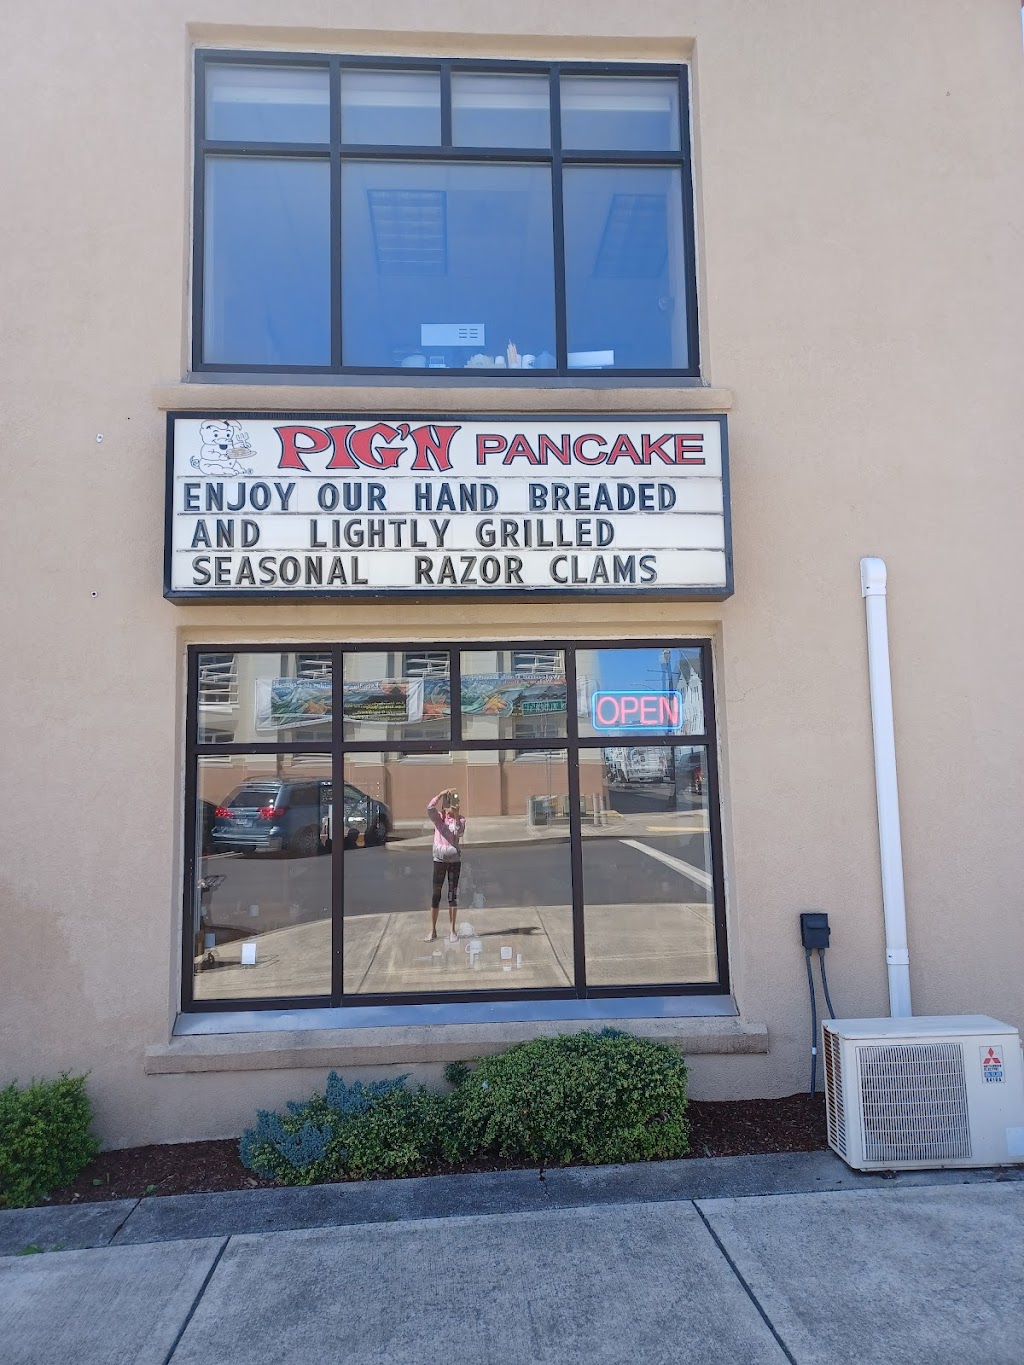 PIG'N PANCAKE
ENJOY OUR HAND BREADED
AND LIGHTLY GRILLED
SEASONAL RAZOR CLAMS
OPEN